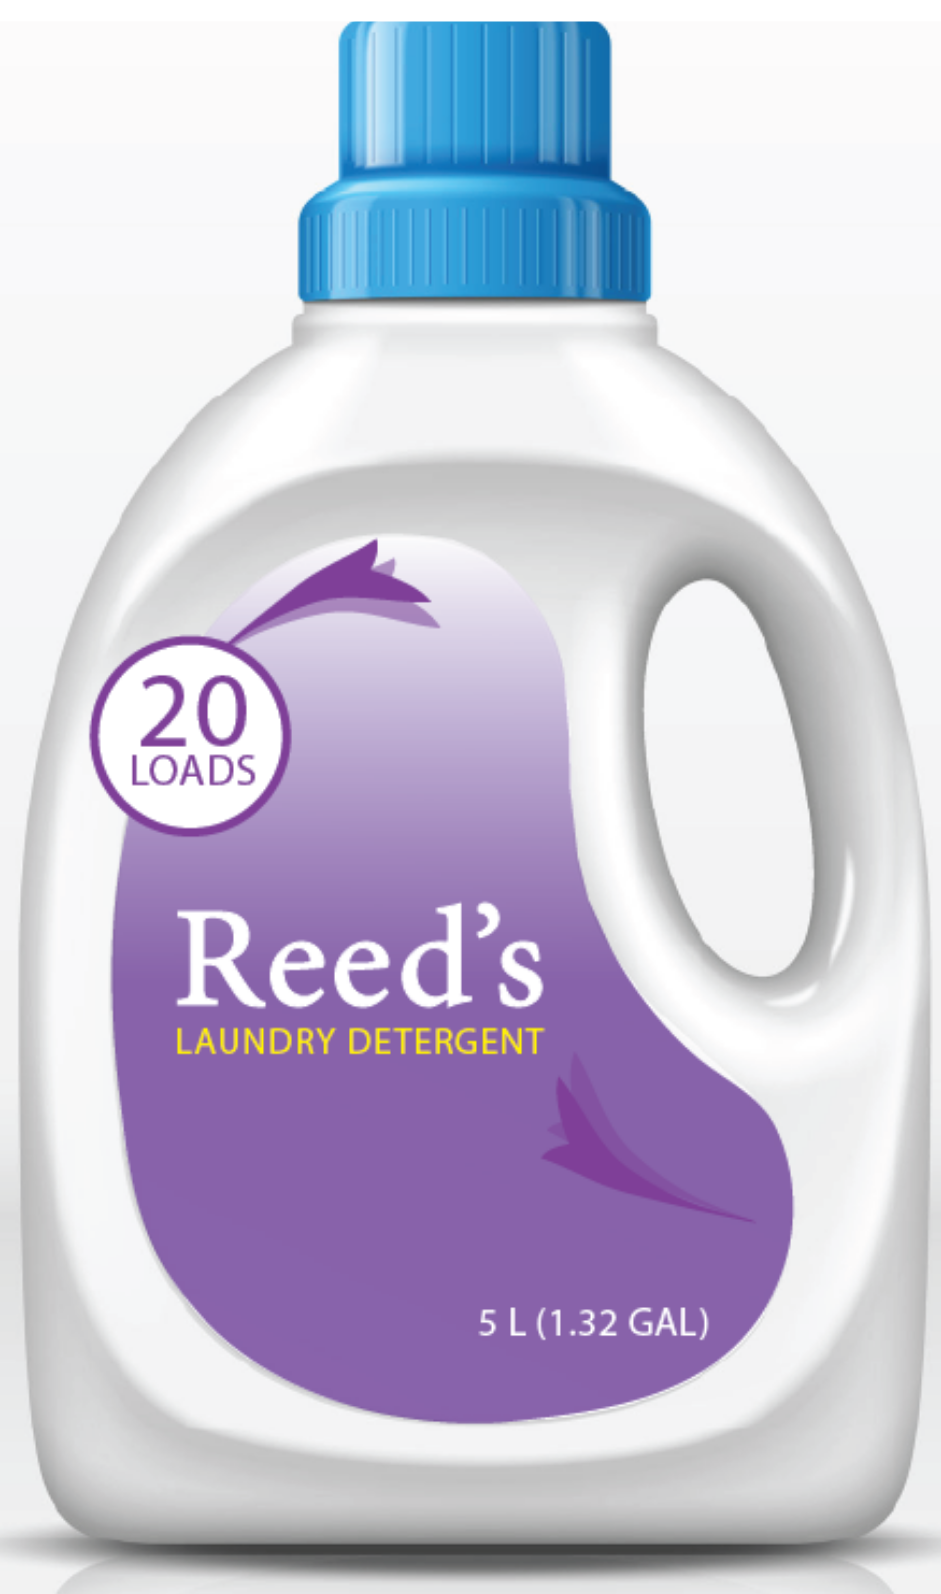 20
LOADS
Reed's
LAUNDRY DETERGENT
5 L (1.32 GAL)